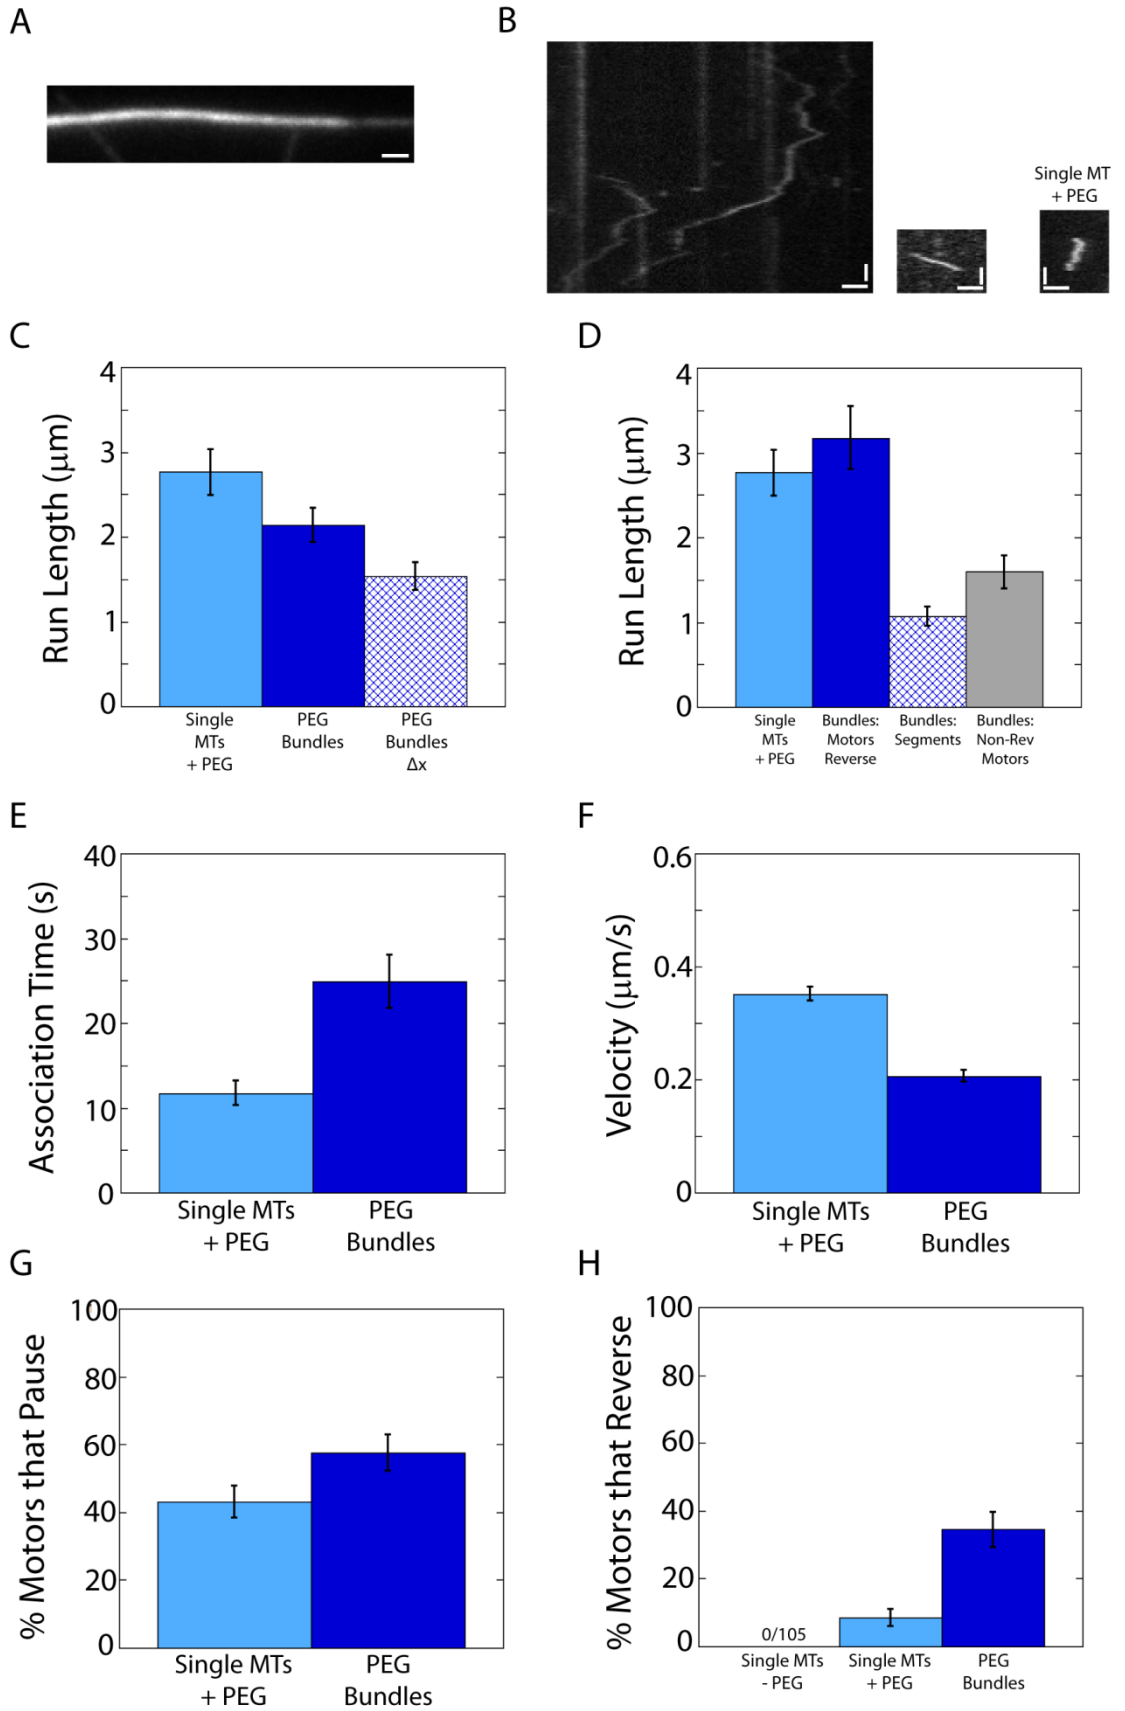 A
B
Single MT
+ PEG
C
Run Length (μm)
4
3
2
1
0
Single
MTs
+ PEG
PEG
Bundles
PEG
Bundles
Δx
D
Run Length (μm)
4
3
2
1
0
Single
MTs
+ PEG
Bundles:
Motors
Reverse
Bundles:
Segments
Bundles:
Non-Rev
Motors
E
Association Time (s)
40
30
20
10
0
Single MTs
+ PEG
PEG
Bundles
F
Velocity (μm/s)
0.6
0.4
0.2
0
Single MTs
+ PEG
PEG
Bundles
G
% Motors that Pause
100
80
60
40
20
0
Single MTs
+ PEG
PEG
Bundles
H
% Motors that Reverse
100
80
60
40
20
0
0/105
Single MTs
- PEG
Single MTs
+ PEG
PEG
Bundles